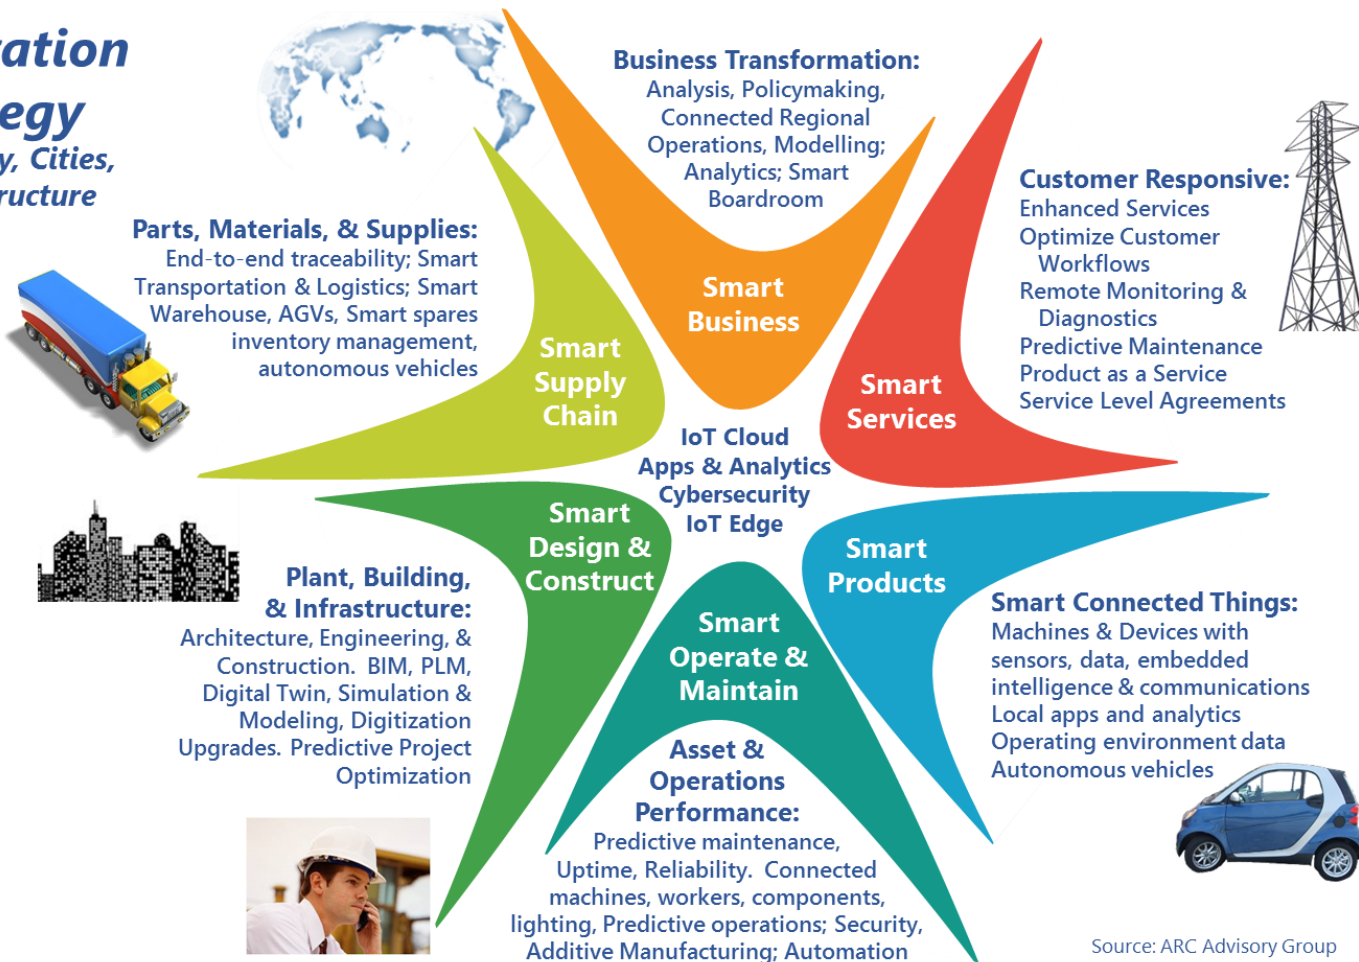 ration
egy
y, Cities,
ructure
Business Transformation:
Analysis, Policymaking,
Connected Regional
Operations, Modelling;
Analytics; Smart
Boardroom
Smart
Business
Customer Responsive:
Enhanced Services
Optimize Customer
Workflows
Remote Monitoring &
Diagnostics
Predictive Maintenance
Product as a Service
Service Level Agreements
Smart
Services
Parts, Materials, & Supplies:
End-to-end traceability; Smart
Transportation & Logistics; Smart
Warehouse, AGVs, Smart spares
inventory management,
autonomous vehicles
Smart
Supply
Chain
IoT Cloud
Apps & Analytics
Cybersecurity
IoT Edge
Smart
Design &
Construct
Plant, Building,
& Infrastructure:
Architecture, Engineering, &
Construction. BIM, PLM,
Digital Twin, Simulation &
Modeling, Digitization
Upgrades. Predictive Project
Optimization
Smart
Operate &
Maintain
Asset &
Operations
Performance:
Predictive maintenance,
Uptime, Reliability. Connected
machines, workers, components,
lighting, Predictive operations; Security,
Additive Manufacturing; Automation
Smart
Products
Smart Connected Things:
Machines & Devices with
sensors, data, embedded
intelligence & communications
Local apps and analytics
Operating environment data
Autonomous vehicles
Source: ARC Advisory Group